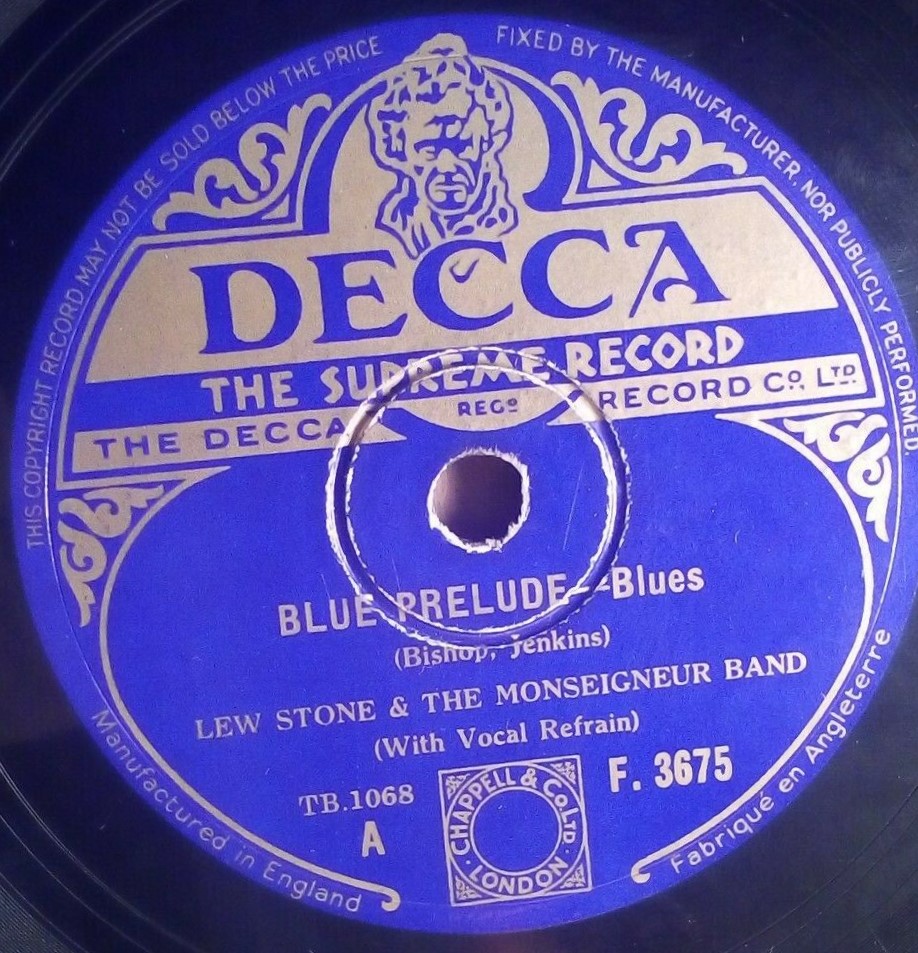 THIS COPYRIGHT RECORD MAY NOT BE SOLD BELOW THE PRICE FIXED BY THE MANUFACTURER, NOR PUBLICLY PERFORMED.
DECCA
THE SUPREME RECORD
THE DECCA REGD RECORD Co., LTD.
BLUE PRELUDE—Blues
(Bishop, Jenkins)
LEW STONE & THE MONSEIGNEUR BAND
(With Vocal Refrain)
TB.1068
A
CHAPPELL & Co. LTD.
LONDON
F. 3675
Manufactured in England
Fabriqué en Angleterre